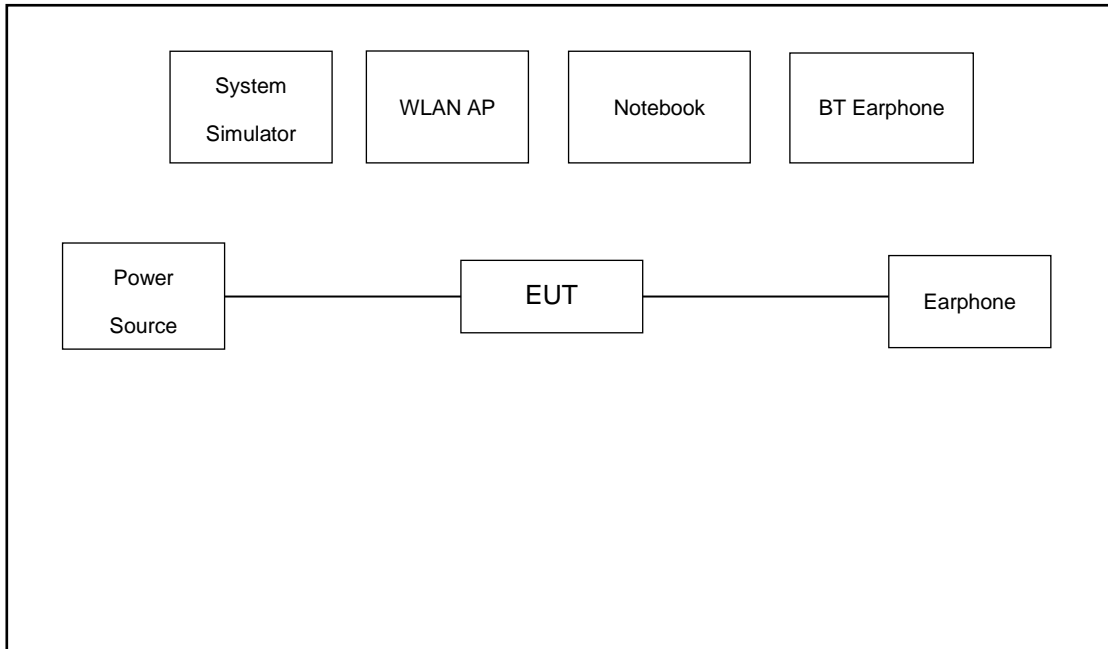 System
Simulator
WLAN AP
Notebook
BT Earphone
Power
Source
EUT
Earphone